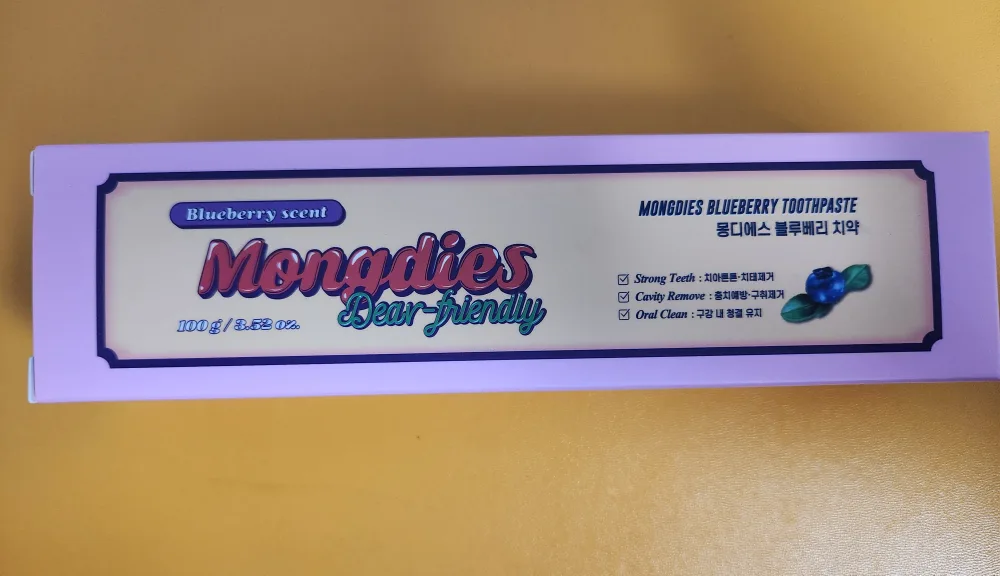 Blueberry scent
Mongdies
Dear-friendly
100 g / 3.52 oz.
MONGDIES BLUEBERRY TOOTHPASTE
몽디에스 블루베리 치약
Strong Teeth : 치아튼튼·치태제거
Cavity Remove : 충치예방·구취제거
Oral Clean : 구강 내 청결 유지